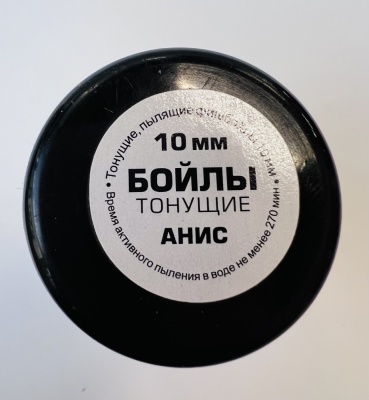 • Тонущие, пылящие 10 мм
10 мм
БОЙЛЫ
ТОНУЩИЕ
АНИС
• Время активного пыления в воде не менее 270 мин •